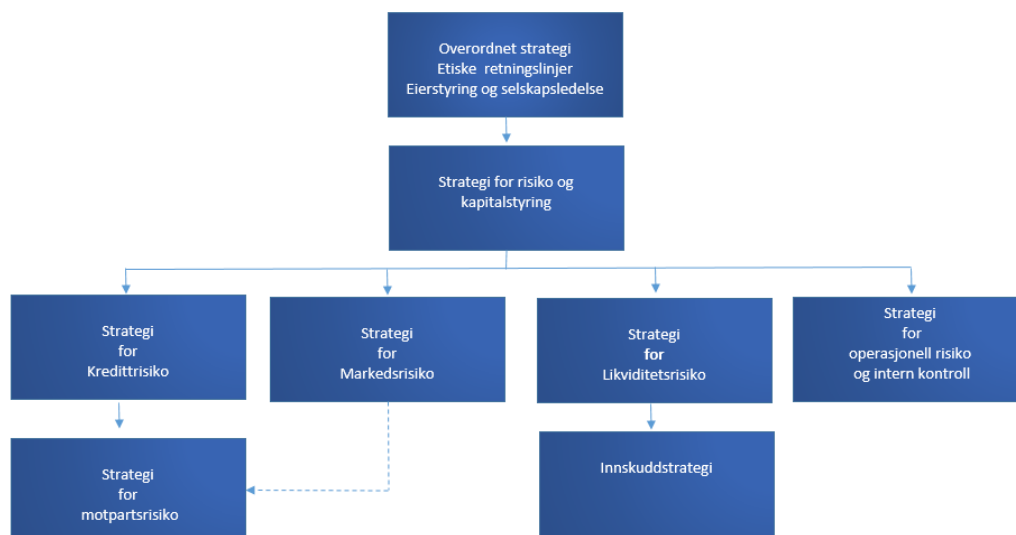 Overordnet strategi
Etiske retningslinjer
Eierstyring og selskapsledelse
Strategi for risiko og
kapitalstyring
Strategi
for
Kredittrisiko
Strategi
for
Markedsrisiko
Strategi
for
Likviditetsrisiko
Strategi
for
operasjonell risiko
og intern kontroll
Strategi
for
motpartsrisiko
Innskuddstrategi